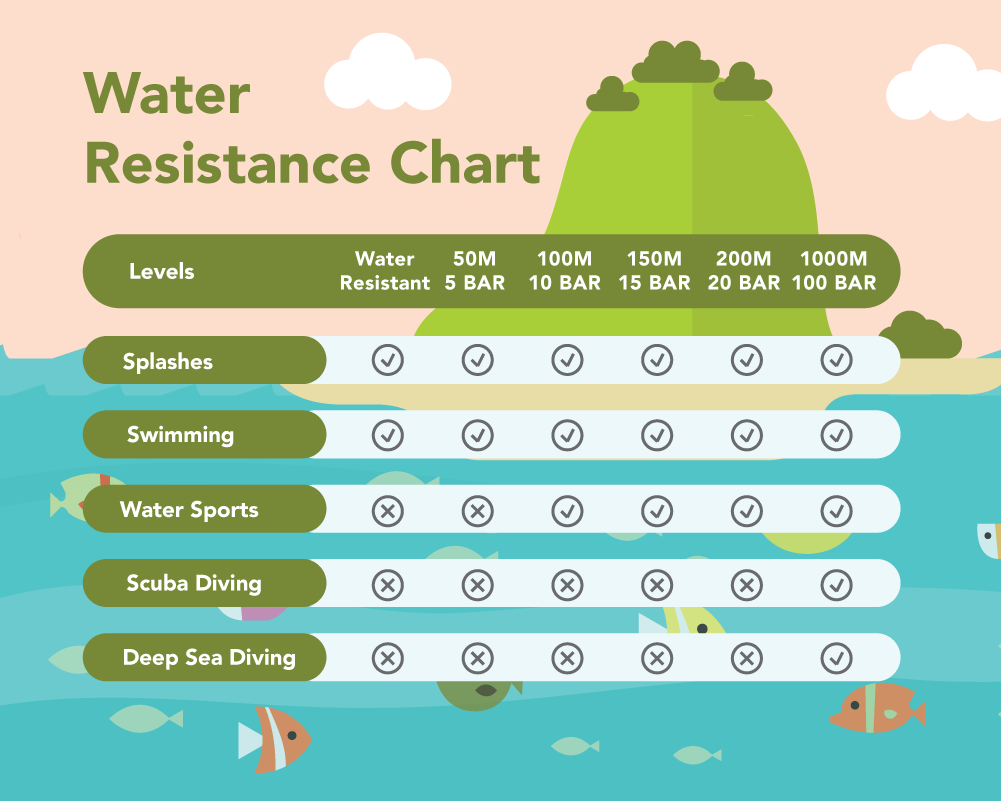 Water
Resistance Chart
Levels
Water Resistant
50M 5 BAR
100M 10 BAR
150M 15 BAR
200M 20 BAR
1000M 100 BAR
Splashes
Swimming
Water Sports
Scuba Diving
Deep Sea Diving